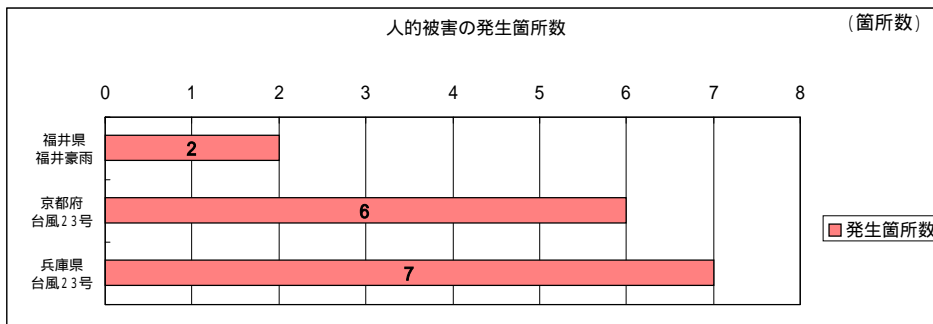 人的被害の発生箇所数
(箇所数)
0 1 2 3 4 5 6 7 8
福井県
福井豪雨
2
京都府
台風23号
6
発生箇所数
兵庫県
台風23号
7